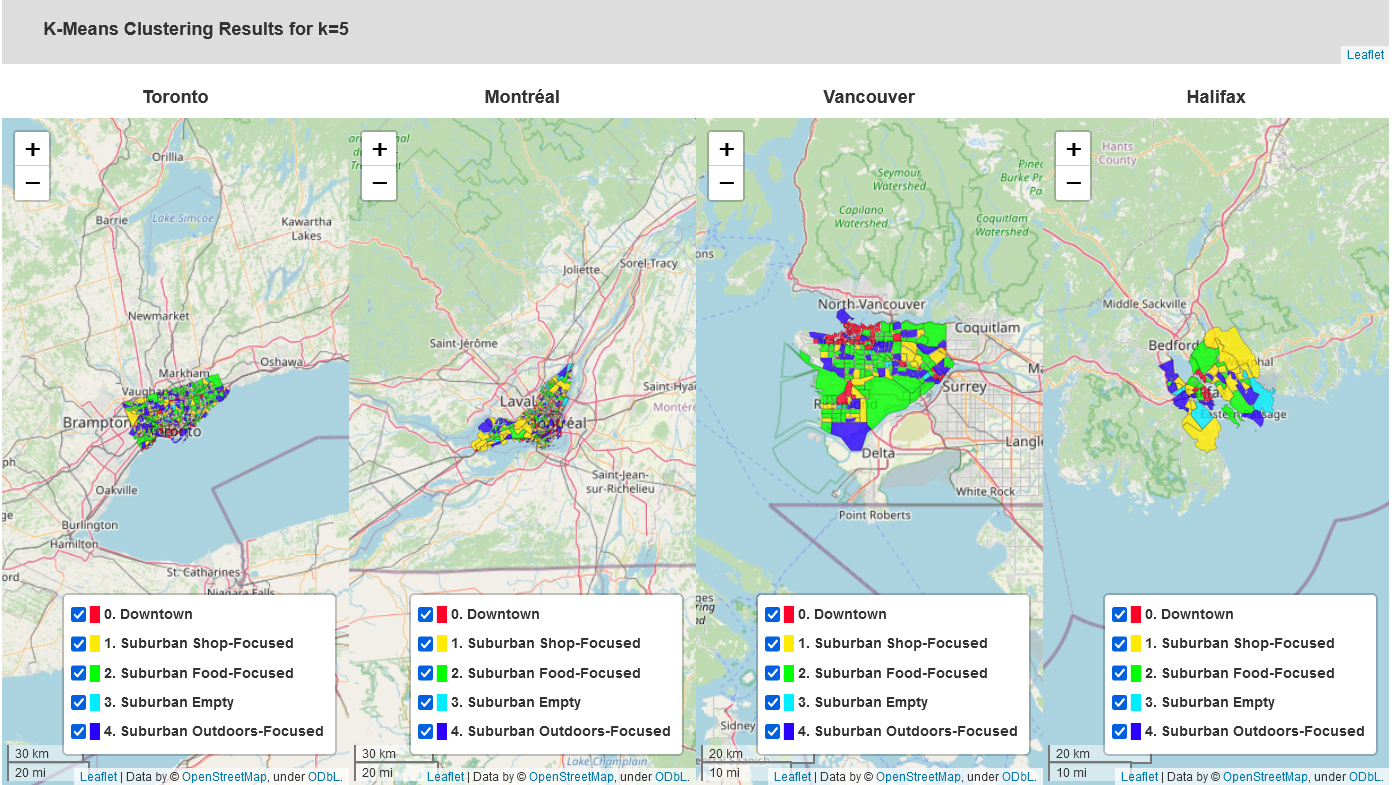 K-Means Clustering Results for k=5
Leaflet
Toronto
Montréal
Vancouver
Halifax
+
−
Orillia
Barrie
Lake Simcoe
Kawartha
Lakes
Newmarket
Markham
Oshawa
Brampton
Oakville
Burlington
Hamilton
St. Catharines
Niagara Falls
0. Downtown
1. Suburban Shop-Focused
2. Suburban Food-Focused
3. Suburban Empty
4. Suburban Outdoors-Focused
30 km
20 mi
Leaflet | Data by © OpenStreetMap, under ODbL.
+
−
Joliette
Sorel-Tracy
Saint-Jérôme
Laval
Saint-Jean-
sur-Richelieu
0. Downtown
1. Suburban Shop-Focused
2. Suburban Food-Focused
3. Suburban Empty
4. Suburban Outdoors-Focused
Lake Champlain
30 km
20 mi
Leaflet | Data by © OpenStreetMap, under ODbL.
+
−
Seymour
Watershed
Capilano
Watershed
Coquitlam
Watershed
Burke
North Vancouver
Coquitlam
Surrey
Delta
White Rock
Point Roberts
0. Downtown
1. Suburban Shop-Focused
2. Suburban Food-Focused
3. Suburban Empty
4. Suburban Outdoors-Focused
Sidney
20 km
10 mi
Leaflet | Data by © OpenStreetMap, under ODbL.
+
−
Hants
County
Middle Sackville
Bedford
Eastern Passage
0. Downtown
1. Suburban Shop-Focused
2. Suburban Food-Focused
3. Suburban Empty
4. Suburban Outdoors-Focused
20 km
10 mi
Leaflet | Data by © OpenStreetMap, under ODbL.